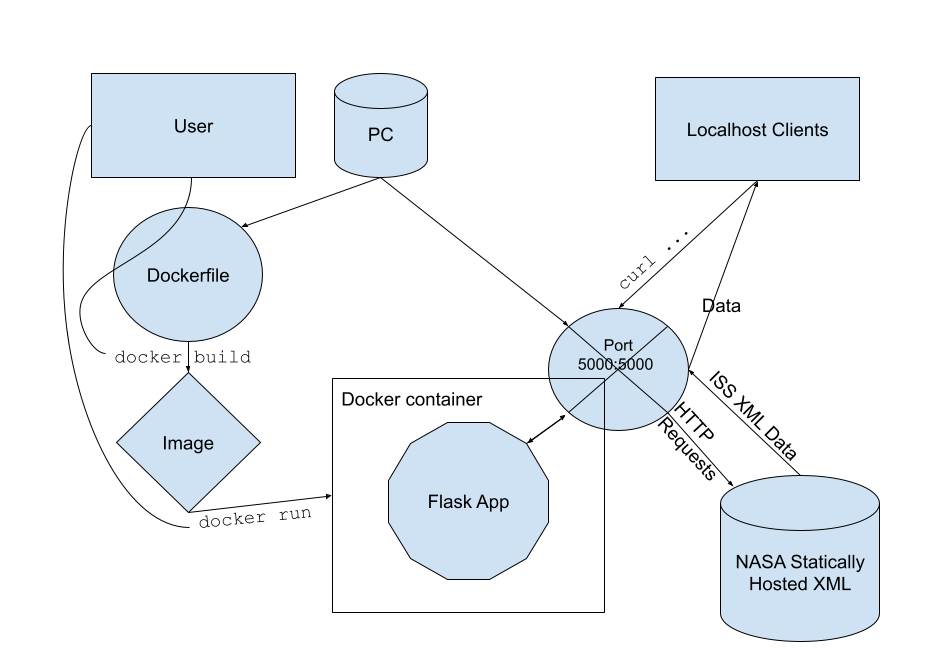 User
PC
Localhost Clients
curl ...
Dockerfile
Data
Port
5000:5000
docker build
ISS XML Data
Docker container
HTTP
Requests
Image
Flask App
docker run
NASA Statically
Hosted XML